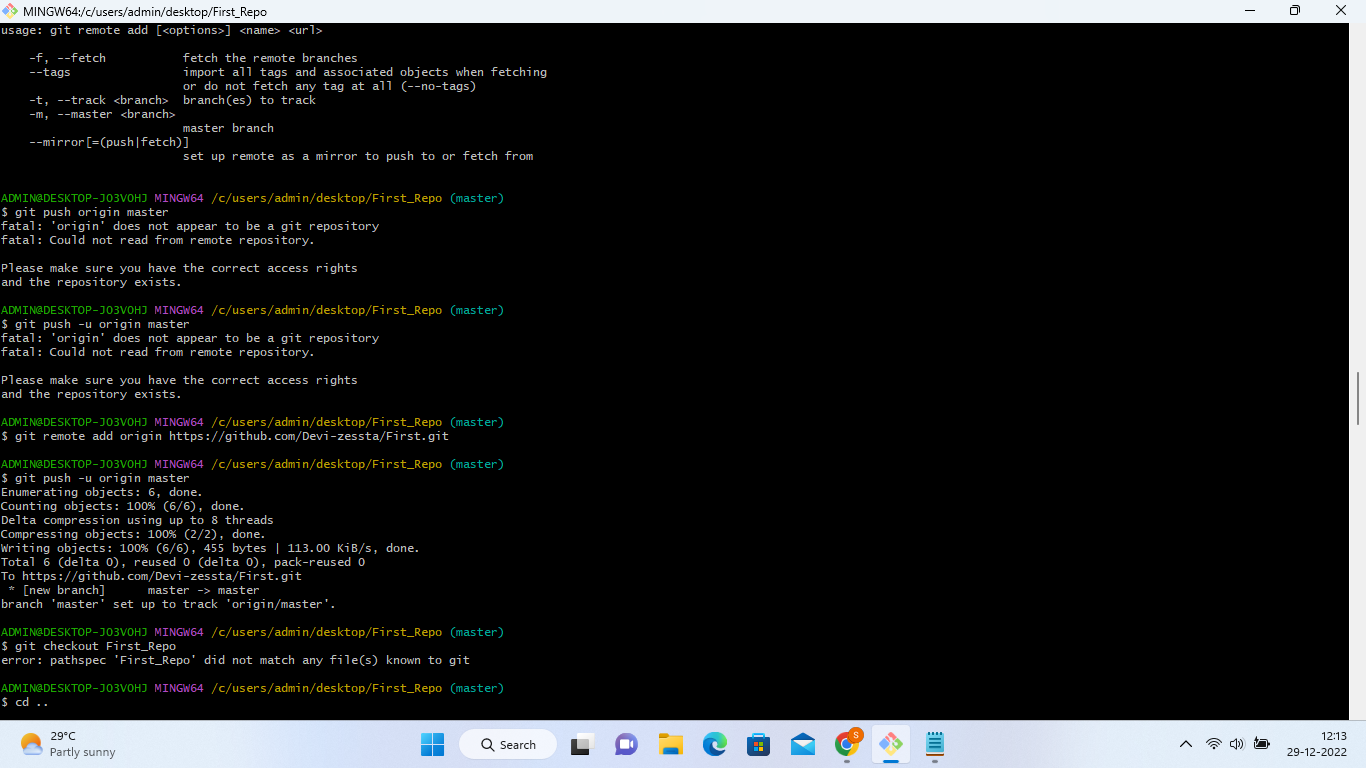 MINGW64:/c/users/admin/desktop/First_Repo
usage: git remote add [<options>] <name> <url>
-f, --fetch fetch the remote branches
--tags import all tags and associated objects when fetching
or do not fetch any tag at all (--no-tags)
-t, --track <branch> branch(es) to track
-m, --master <branch>
master branch
--mirror[=(push|fetch)]
set up remote as a mirror to push to or fetch from
ADMIN@DESKTOP-JO3VOHJ MINGW64 /c/users/admin/desktop/First_Repo (master)
$ git push origin master
fatal: 'origin' does not appear to be a git repository
fatal: Could not read from remote repository.
Please make sure you have the correct access rights
and the repository exists.
ADMIN@DESKTOP-JO3VOHJ MINGW64 /c/users/admin/desktop/First_Repo (master)
$ git push -u origin master
fatal: 'origin' does not appear to be a git repository
fatal: Could not read from remote repository.
Please make sure you have the correct access rights
and the repository exists.
ADMIN@DESKTOP-JO3VOHJ MINGW64 /c/users/admin/desktop/First_Repo (master)
$ git remote add origin https://github.com/Devi-zessta/First.git
ADMIN@DESKTOP-JO3VOHJ MINGW64 /c/users/admin/desktop/First_Repo (master)
$ git push -u origin master
Enumerating objects: 6, done.
Counting objects: 100% (6/6), done.
Delta compression using up to 8 threads
Compressing objects: 100% (2/2), done.
Writing objects: 100% (6/6), 455 bytes | 113.00 KiB/s, done.
Total 6 (delta 0), reused 0 (delta 0), pack-reused 0
To https://github.com/Devi-zessta/First.git
* [new branch] master -> master
branch 'master' set up to track 'origin/master'.
ADMIN@DESKTOP-JO3VOHJ MINGW64 /c/users/admin/desktop/First_Repo (master)
$ git checkout First_Repo
error: pathspec 'First_Repo' did not match any file(s) known to git
ADMIN@DESKTOP-JO3VOHJ MINGW64 /c/users/admin/desktop/First_Repo (master)
$ cd ..
29°C
Partly sunny
Search
S
12:13
29-12-2022